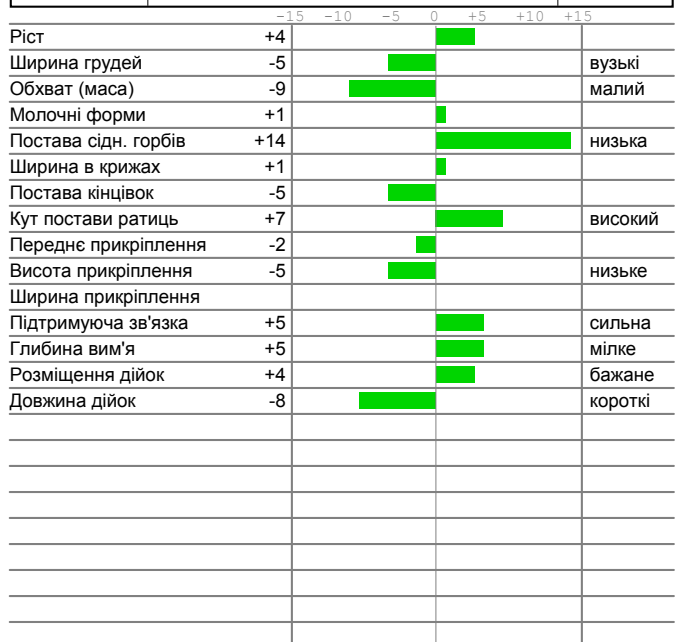 -15 -10 -5 0 +5 +10 +15
Ріст +4
Ширина грудей -5 вузькі
Обхват (маса) -9 малий
Молочні форми +1
Постава сідн. горбів +14 низька
Ширина в крижах +1
Постава кінцівок -5
Кут постави ратиць +7 високий
Переднє прикріплення -2
Висота прикріплення -5 низьке
Ширина прикріплення
Підтримуюча зв'язка +5 сильна
Глибина вим'я +5 мілке
Розміщення дійок +4 бажане
Довжина дійок -8 короткі